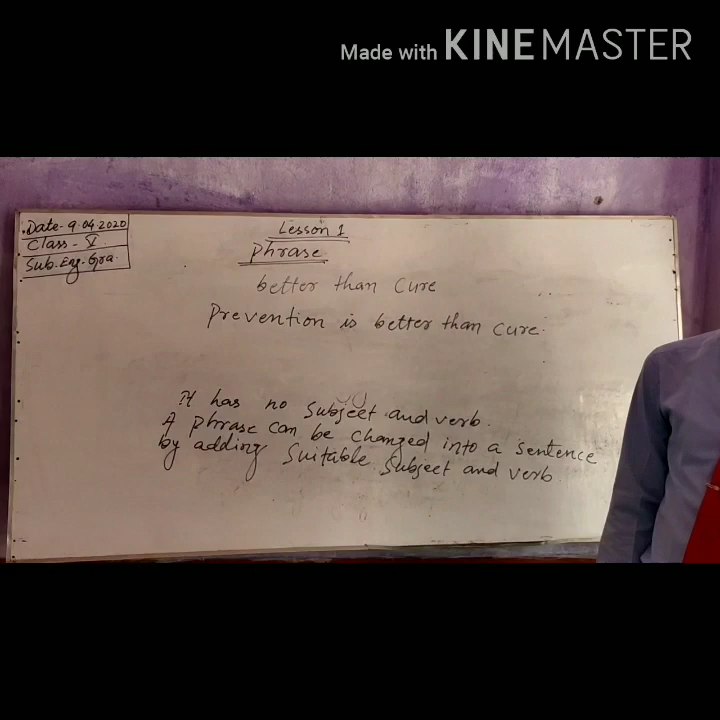 Made with KINEMASTER
Date-9.04.2020
Class-V
Sub.Eng.Gra.
Lesson 1
Phrase
better than cure
Prevention is better than cure.
It has no subject and verb.
A phrase can be changed into a sentence
by adding suitable subject and verb